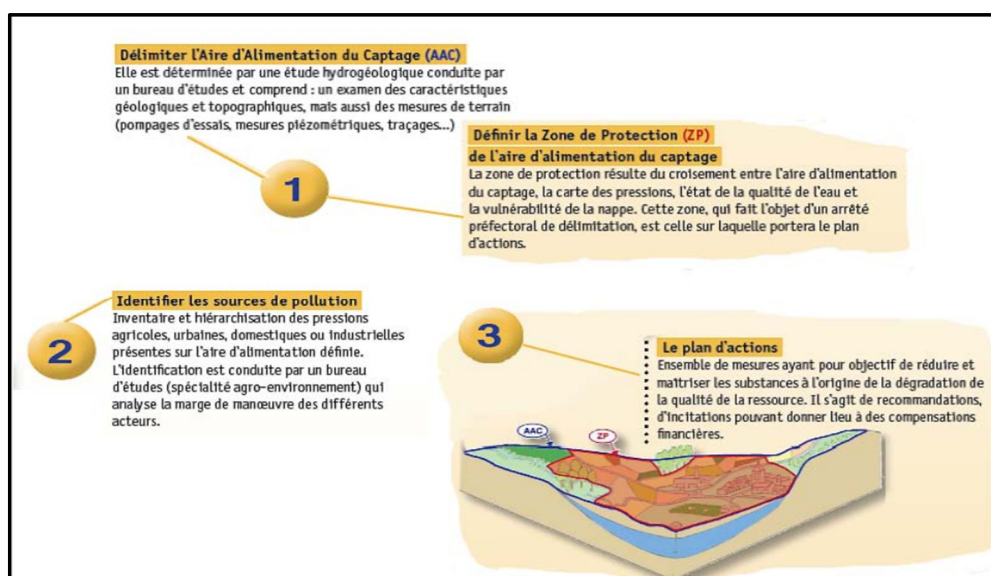 Délimiter l'Aire d'Alimentation du Captage (AAC)
Elle est déterminée par une étude hydrogéologique conduite par
un bureau d'études et comprend : un examen des caractéristiques
géologiques et topographiques, mais aussi des mesures de terrain
(pompages d'essais, mesures piézométriques, traçages...)
1
Définir la Zone de Protection (ZP)
de l'aire d'alimentation du captage
La zone de protection résulte du croisement entre l'aire d'alimentation
du captage, la carte des pressions, l'état de la qualité de l'eau et
la vulnérabilité de la nappe. Cette zone, qui fait l'objet d'un arrêté
préfectoral de délimitation, est celle sur laquelle portera le plan
d'actions.
2
Identifier les sources de pollution
Inventaire et hiérarchisation des pressions
agricoles, urbaines, domestiques ou industrielles
présentes sur l'aire d'alimentation définie.
L'identification est conduite par un bureau
d'études (spécialité agro-environnement) qui
analyse la marge de manœuvre des différents
acteurs.
3
Le plan d'actions
Ensemble de mesures ayant pour objectif de réduire et
maîtriser les substances à l'origine de la dégradation de
la qualité de la ressource. Il s'agit de recommandations,
d'incitations pouvant donner lieu à des compensations
financières.
AAC
ZP